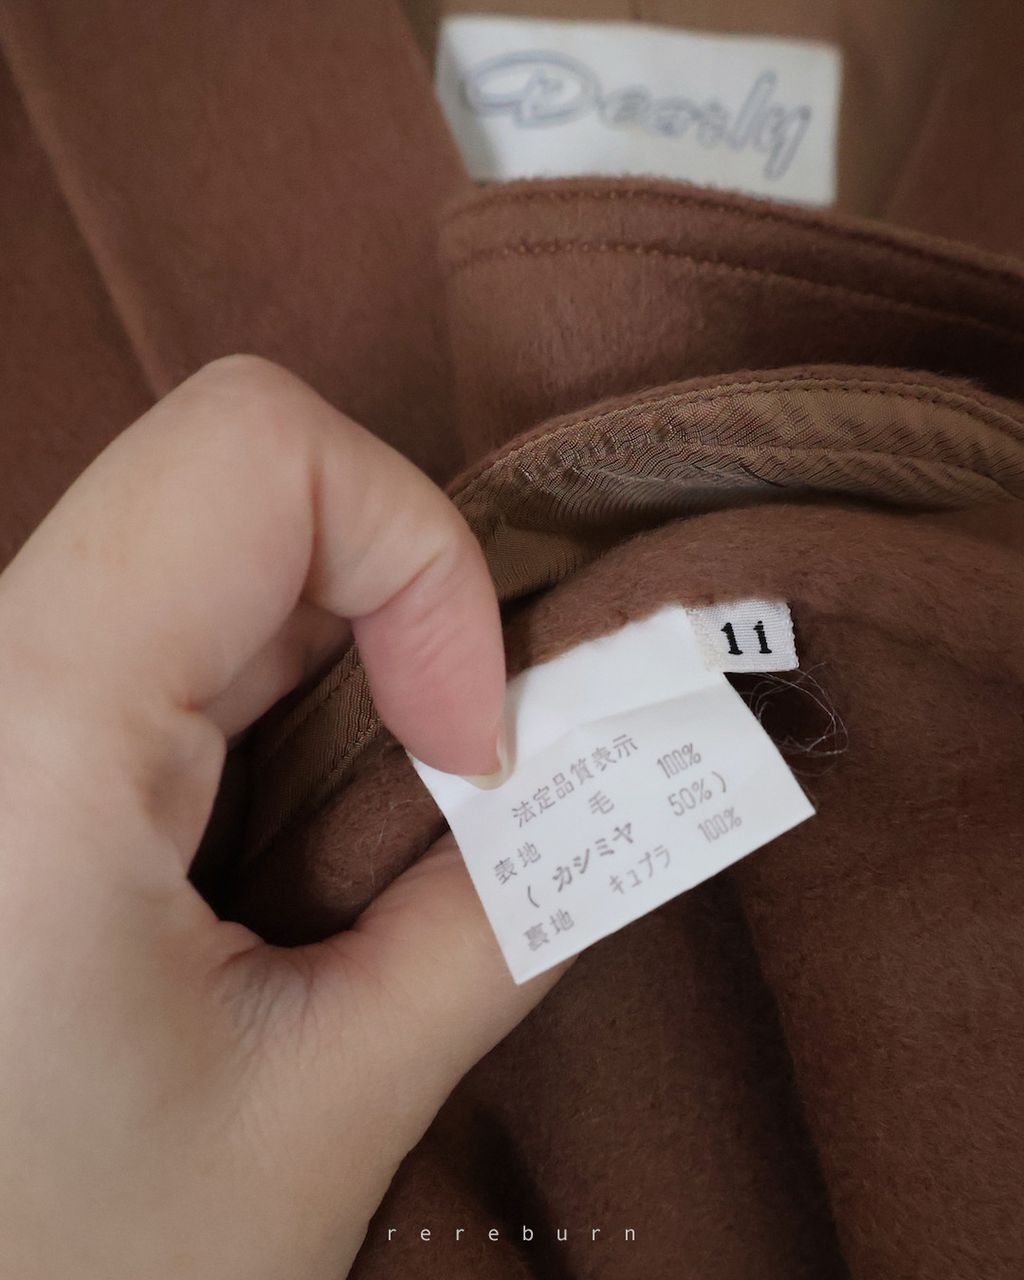 Dearly
11
法定品質表示
表地 毛 100%
( カシミヤ 50%)
裏地 キュプラ 100%
rereburn